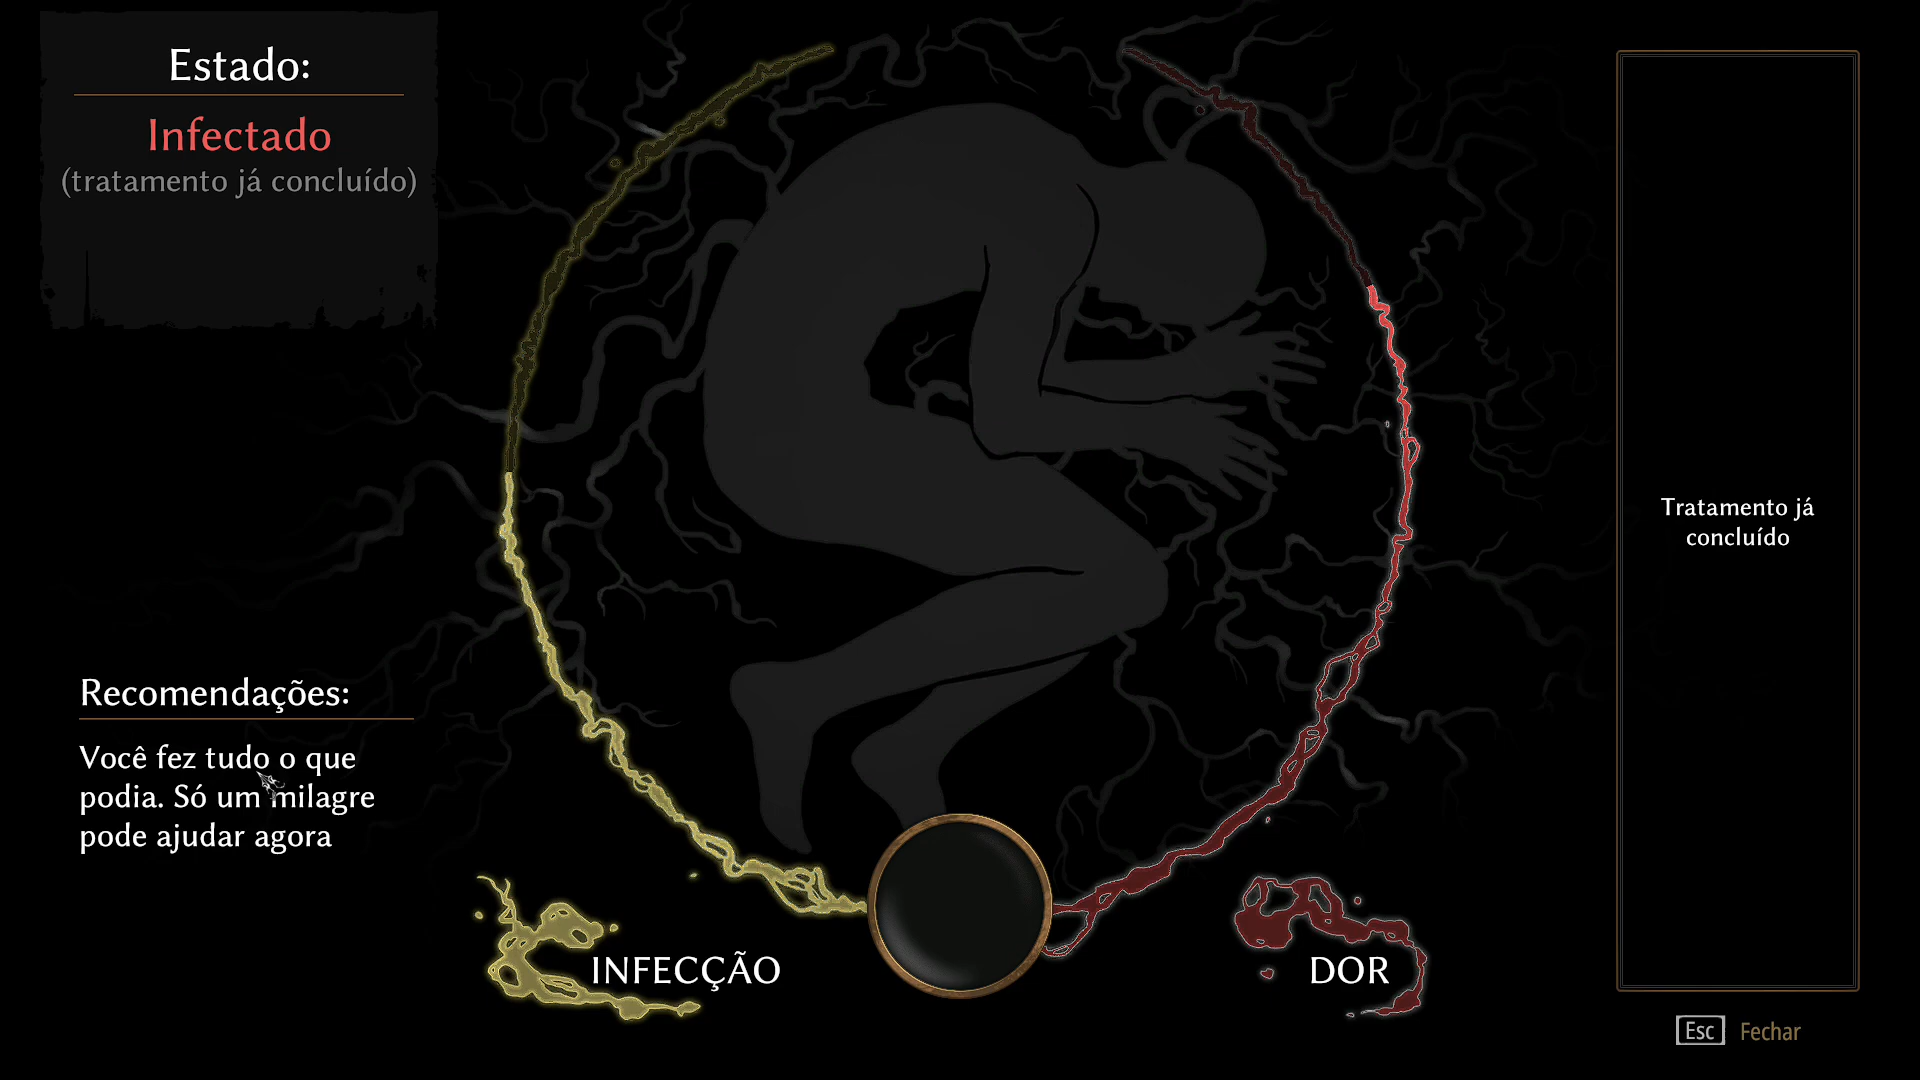 Estado:
Infectado
(tratamento já concluído)
Recomendações:
Você fez tudo o que
podia. Só um milagre
pode ajudar agora
INFECÇÃO
DOR
Tratamento já
concluído
Esc Fechar